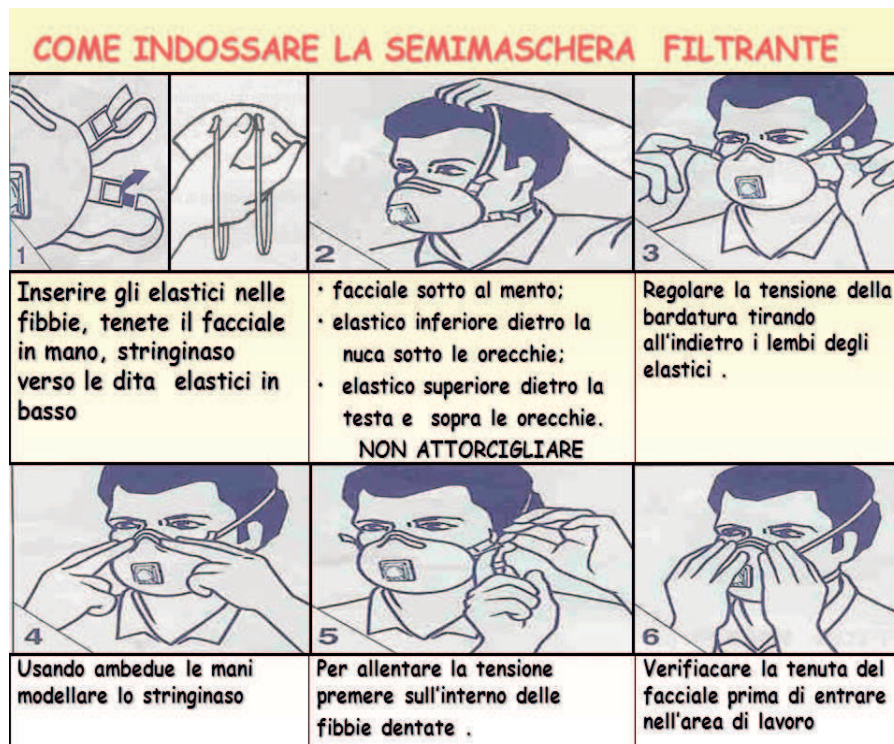 COME INDOSSARE LA SEMIMASCHERA FILTRANTE
1
2
3
Inserire gli elastici nelle
fibbie, tenete il facciale
in mano, stringinaso
verso le dita elastici in
basso
· facciale sotto al mento;
· elastico inferiore dietro la
nuca sotto le orecchie;
· elastico superiore dietro la
testa e sopra le orecchie.
NON ATTORCIGLIARE
Regolare la tensione della
bardatura tirando
all'indietro i lembi degli
elastici .
4
5
6
Usando ambedue le mani
modellare lo stringinaso
Per allentare la tensione
premere sull'interno delle
fibbie dentate .
Verifiacare la tenuta del
facciale prima di entrare
nell'area di lavoro